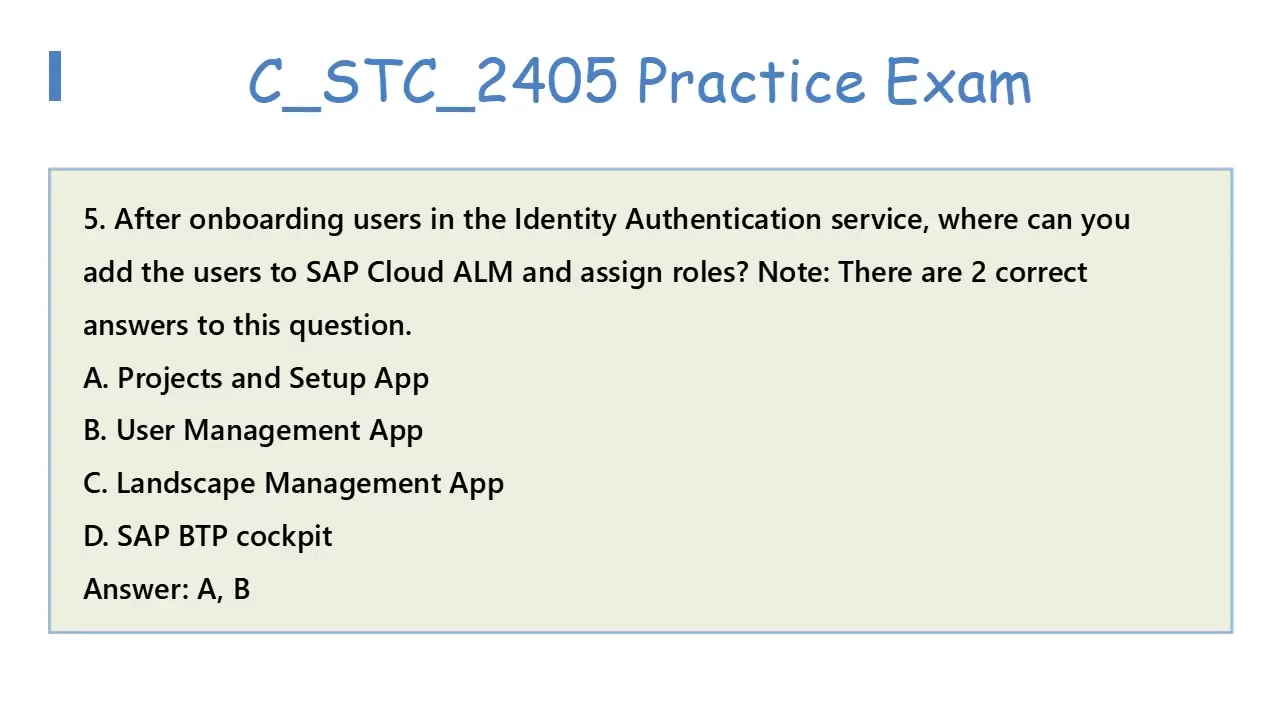 C_STC_2405 Practice Exam
5. After onboarding users in the Identity Authentication service, where can you
add the users to SAP Cloud ALM and assign roles? Note: There are 2 correct
answers to this question.
A. Projects and Setup App
B. User Management App
C. Landscape Management App
D. SAP BTP cockpit
Answer: A, B